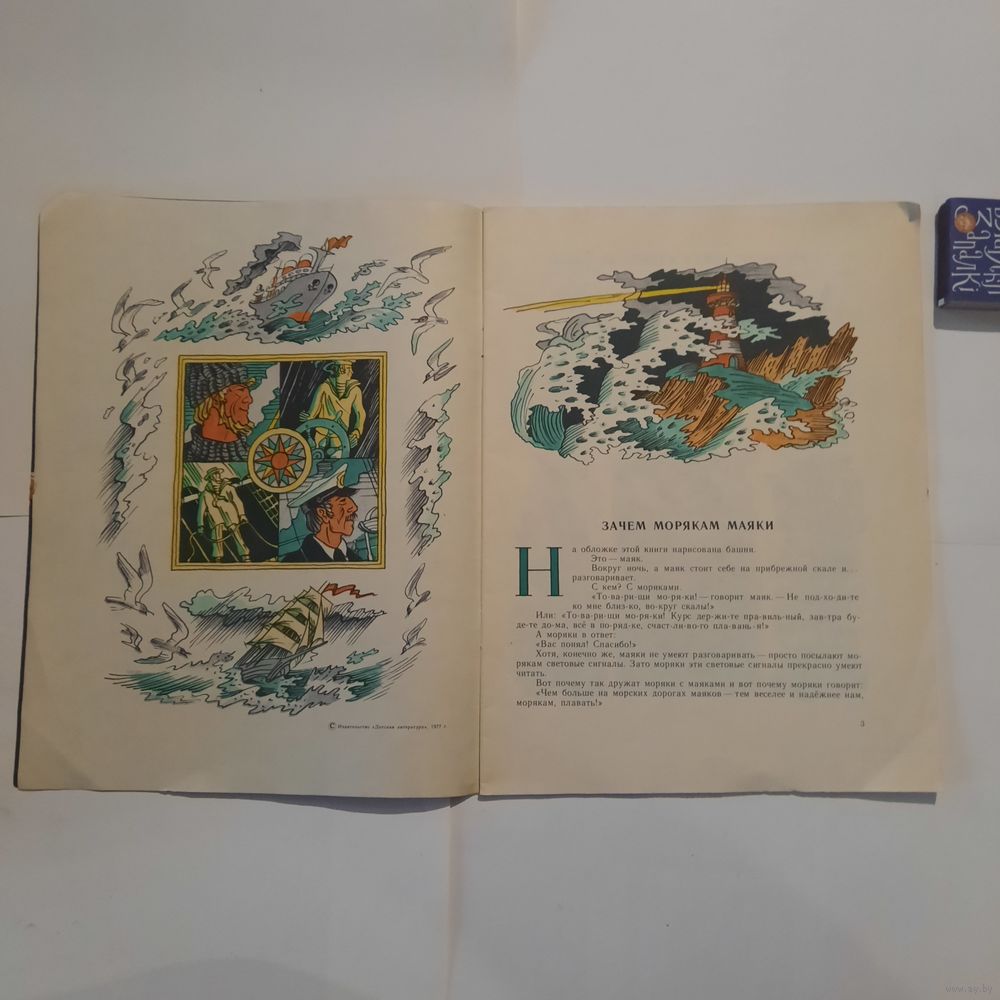 © Издательство «Детская литература», 1977 г.
ЗАЧЕМ МОРЯКАМ МАЯКИ
На обложке этой книги нарисована башня.
Это — маяк.
Вокруг ночь, а маяк стоит себе на прибрежной скале и...
разговаривает.
С кем? С моряками.
«То-ва-ри-щи мо-ря-ки! — говорит маяк. — Не под-хо-ди-те
ко мне близ-ко, во-круг скалы!»
Или: «То-ва-ри-щи мо-ря-ки! Курс дер-жи-те пра-виль-ный, зав-тра бу-
де-те до-ма, всё в по-ряд-ке, счаст-ли-во-го пла-вань-я!»
А моряки в ответ:
«Вас понял! Спасибо!»
Хотя, конечно же, маяки не умеют разговаривать — просто посылают мо-
рякам световые сигналы. Зато моряки эти световые сигналы прекрасно умеют
читать.
Вот почему так дружат моряки с маяками и вот почему моряки говорят:
«Чем больше на морских дорогах маяков — тем веселее и надёжнее нам,
морякам, плавать!»
3
запалкі
www.ay.by